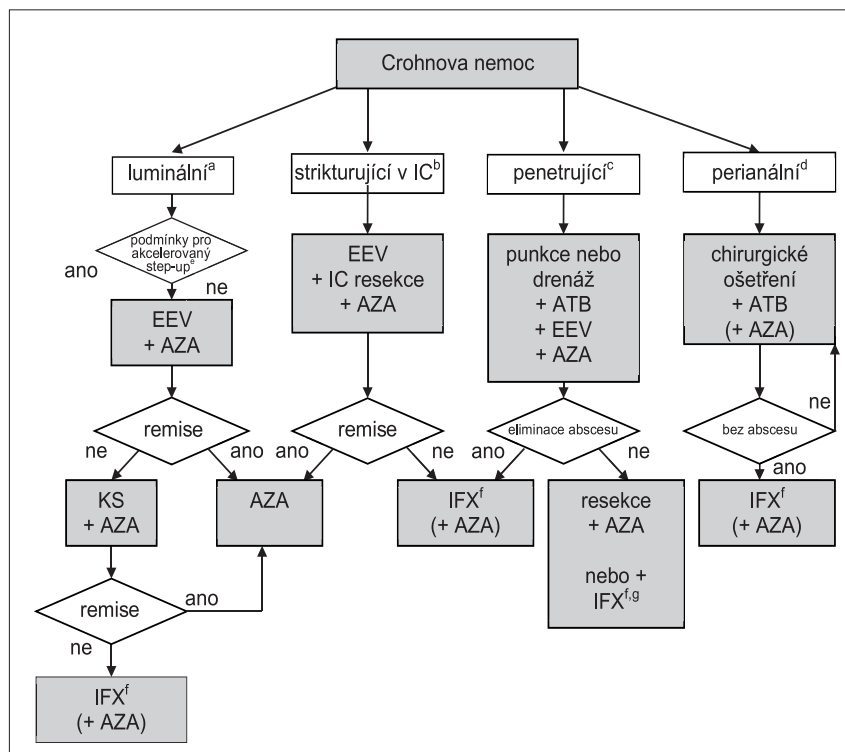 Crohnova nemoc
luminální^a
strikturující v IC^b
penetrující^c
perianální^d
podmínky pro
akcelerovaný
step-up^e
ano
ne
EEV
+ AZA
EEV
+ IC resekce
+ AZA
punkce nebo
drenáž
+ ATB
+ EEV
+ AZA
chirurgické
ošetření
+ ATB
(+ AZA)
remise
ne
ano
remise
ano
ne
eliminace abscesu
ano
ne
bez abscesu
ne
ano
KS
+ AZA
AZA
IFX^f
(+ AZA)
resekce
+ AZA
nebo +
IFX^f,g
IFX^f
(+ AZA)
remise
ano
ne
IFX^f
(+ AZA)